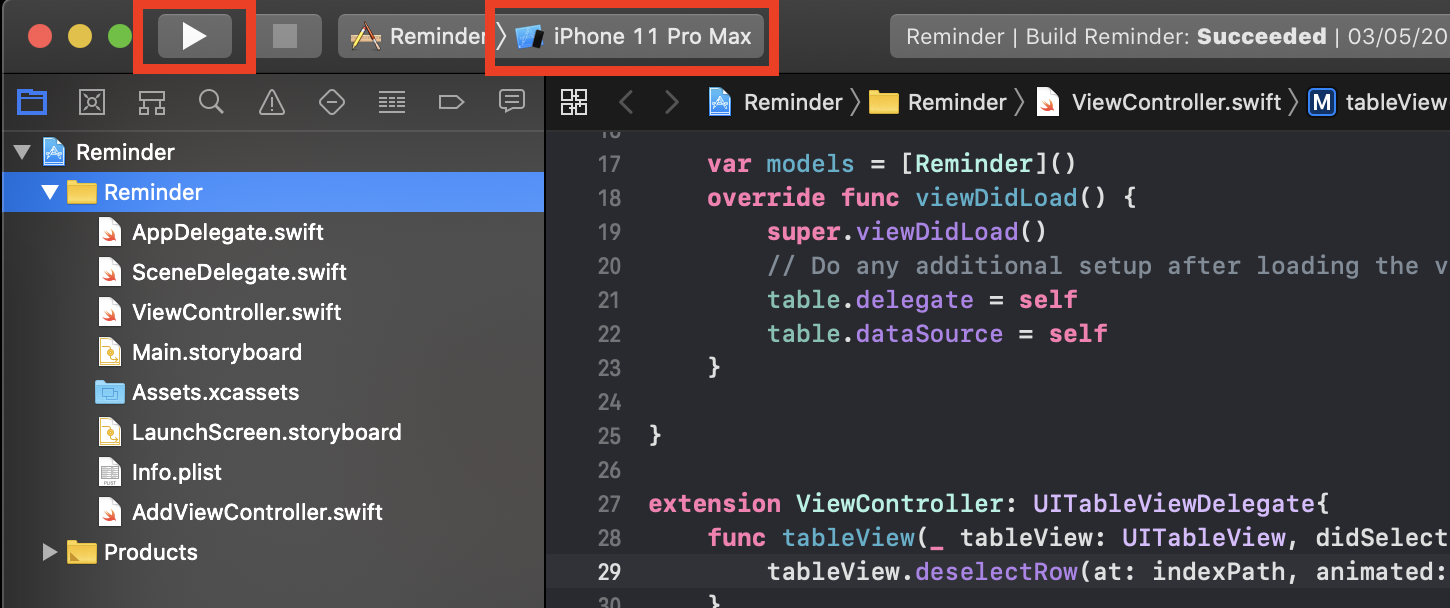 Reminder
iPhone 11 Pro Max
Reminder | Build Reminder: Succeeded | 03/05/20
Reminder
Reminder
AppDelegate.swift
SceneDelegate.swift
ViewController.swift
Main.storyboard
Assets.xcassets
LaunchScreen.storyboard
Info.plist
AddViewController.swift
Products
Reminder
Reminder
ViewController.swift
M tableView
17 var models = [Reminder]()
18 override func viewDidLoad() {
19 super.viewDidLoad()
20 // Do any additional setup after loading the v
21 table.delegate = self
22 table.dataSource = self
23 }
24
25 }
26
27 extension ViewController: UITableViewDelegate{
28 func tableView(_ tableView: UITableView, didSelect
29 tableView.deselectRow(at: indexPath, animated:
30 }